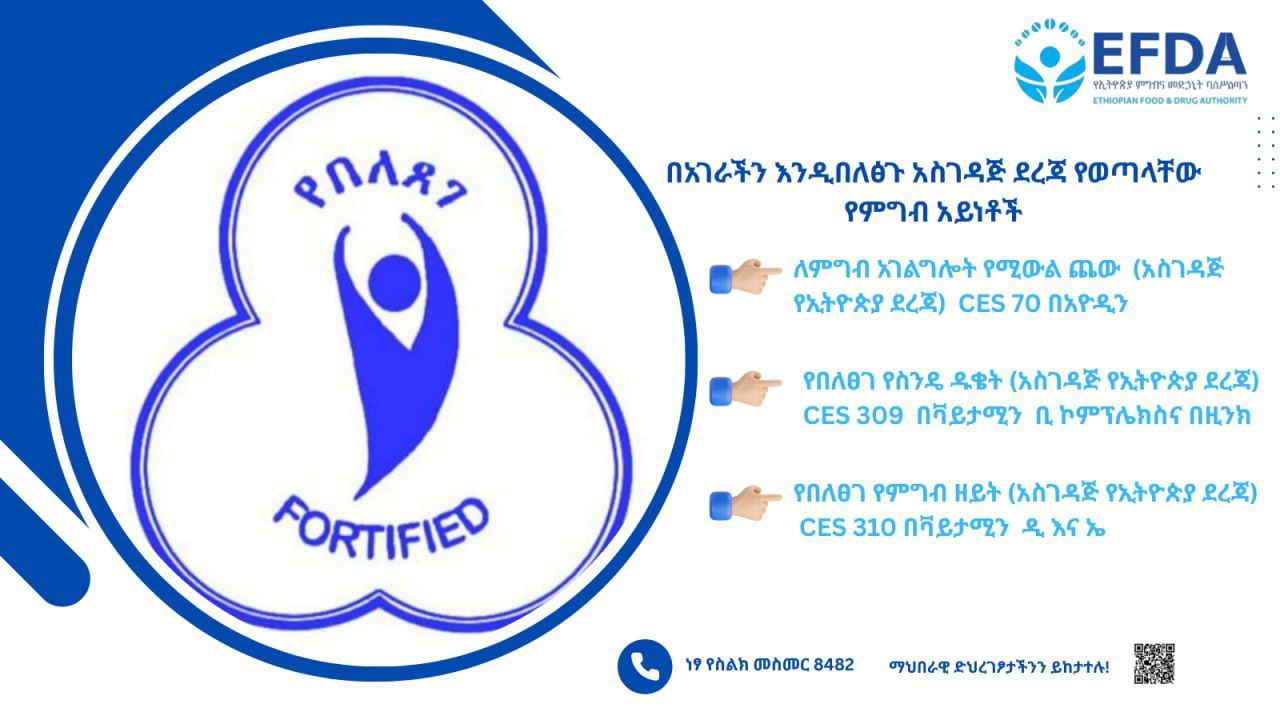 EFDA
የኢትዮጵያ ምግብና መድኃኒት ባለሥልጣን
ETHIOPIAN FOOD & DRUG AUTHORITY
የበለጸገ
FORTIFIED
በአገራችን እንዲበለፅጉ አስገዳጅ ደረጃ የወጣላቸው
የምግብ አይነቶች
ለምግብ አገልግሎት የሚውል ጨው (አስገዳጅ
የኢትዮጵያ ደረጃ) CES 70 በአዮዲን
የበለፀገ የስንዴ ዱቄት (አስገዳጅ የኢትዮጵያ ደረጃ)
CES 309 በቫይታሚን ቢ ኮምፕሌክስና በዚንክ
የበለፀገ የምግብ ዘይት (አስገዳጅ የኢትዮጵያ ደረጃ)
CES 310 በቫይታሚን ዲ እና ኤ
ነፃ የስልክ መስመር 8482
ማህበራዊ ድህረገፆታችንን ይከታተሉ!